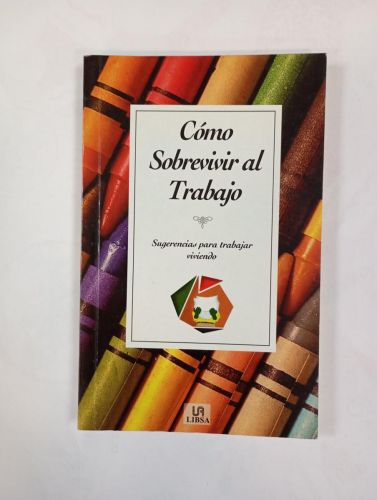 Cómo
Sobrevivir al
Trabajo
Sugerencias para trabajar
viviendo
LIBSA